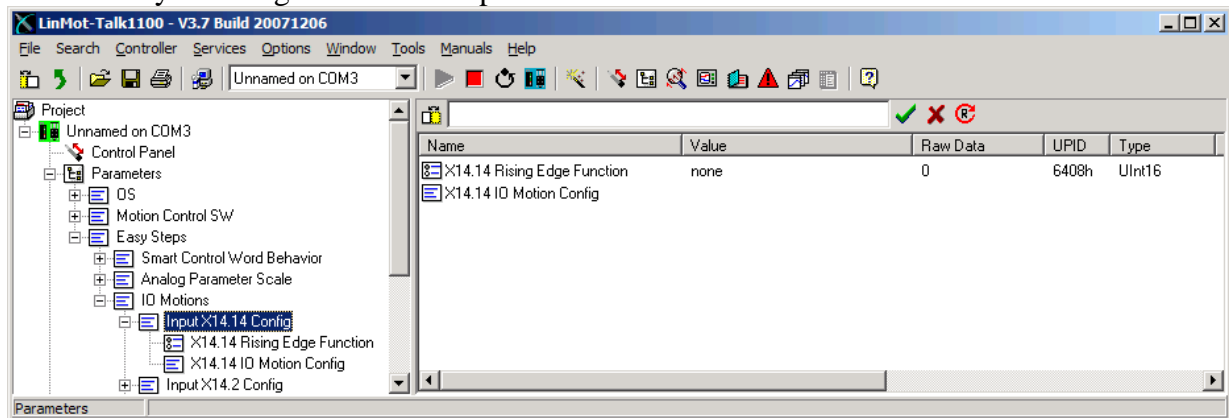 LinMot-Talk1100 - V3.7 Build 20071206
File Search Controller Services Options Window Tools Manuals Help
Unnamed on COM3
Project
Unnamed on COM3
Control Panel
Parameters
OS
Motion Control SW
Easy Steps
Smart Control Word Behavior
Analog Parameter Scale
IO Motions
Input X14.14 Config
X14.14 Rising Edge Function
X14.14 IO Motion Config
Input X14.2 Config
Name Value Raw Data UPID Type
X14.14 Rising Edge Function none 0 6408h UInt16
X14.14 IO Motion Config
Parameters